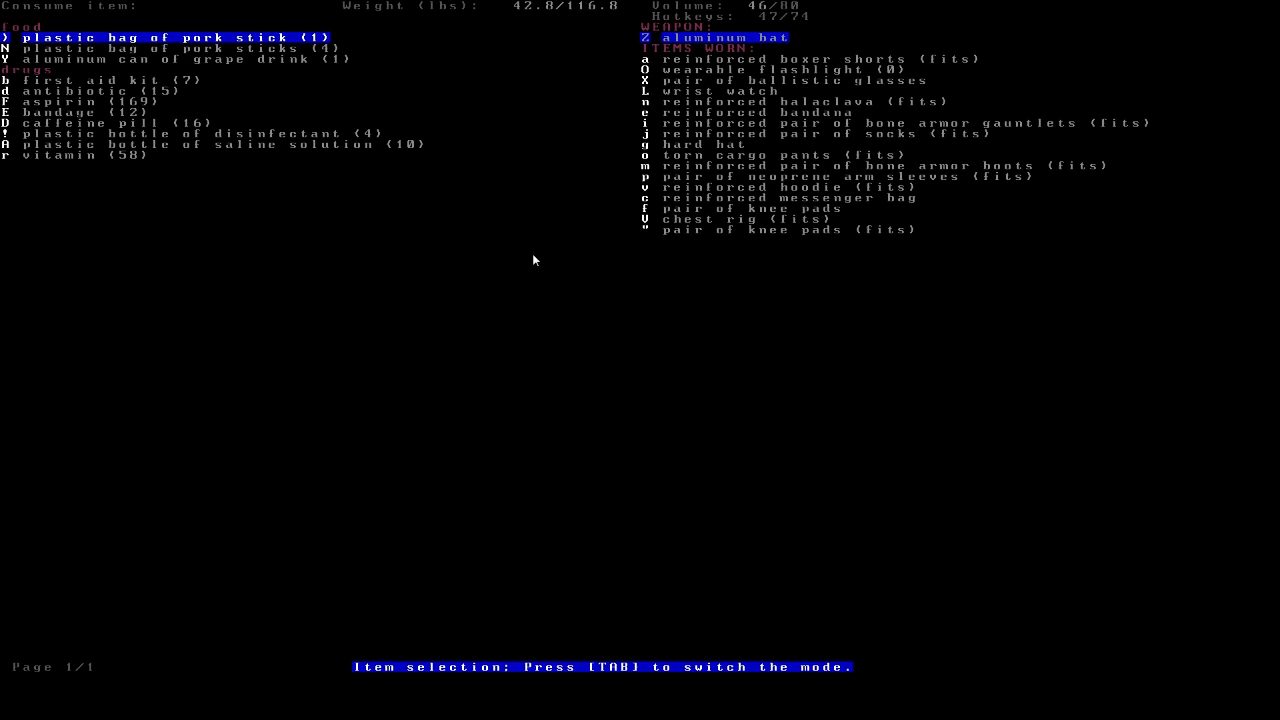 Consume item: Weight (lbs): 42.8/116.8 Volume: 46/80
Hotkeys: 47/74
food
) plastic bag of pork stick (1)
N plastic bag of pork sticks (4)
Y aluminum can of grape drink (1)
drugs
b first aid kit (7)
d antibiotic (15)
F aspirin (169)
E bandage (12)
D caffeine pill (16)
! plastic bottle of disinfectant (4)
A plastic bottle of saline solution (10)
r vitamin (58)
WEAPON:
Z aluminum bat
ITEMS WORN:
a reinforced boxer shorts (fits)
O wearable flashlight (0)
X pair of ballistic glasses
L wrist watch
n reinforced balaclava (fits)
e reinforced bandana
i reinforced pair of bone armor gauntlets (fits)
j reinforced pair of socks (fits)
g hard hat
o torn cargo pants (fits)
m reinforced pair of bone armor boots (fits)
p pair of neoprene arm sleeves (fits)
v reinforced hoodie (fits)
c reinforced messenger bag
f pair of knee pads
V chest rig (fits)
" pair of knee pads (fits)
Page 1/1 Item selection: Press [TAB] to switch the mode.